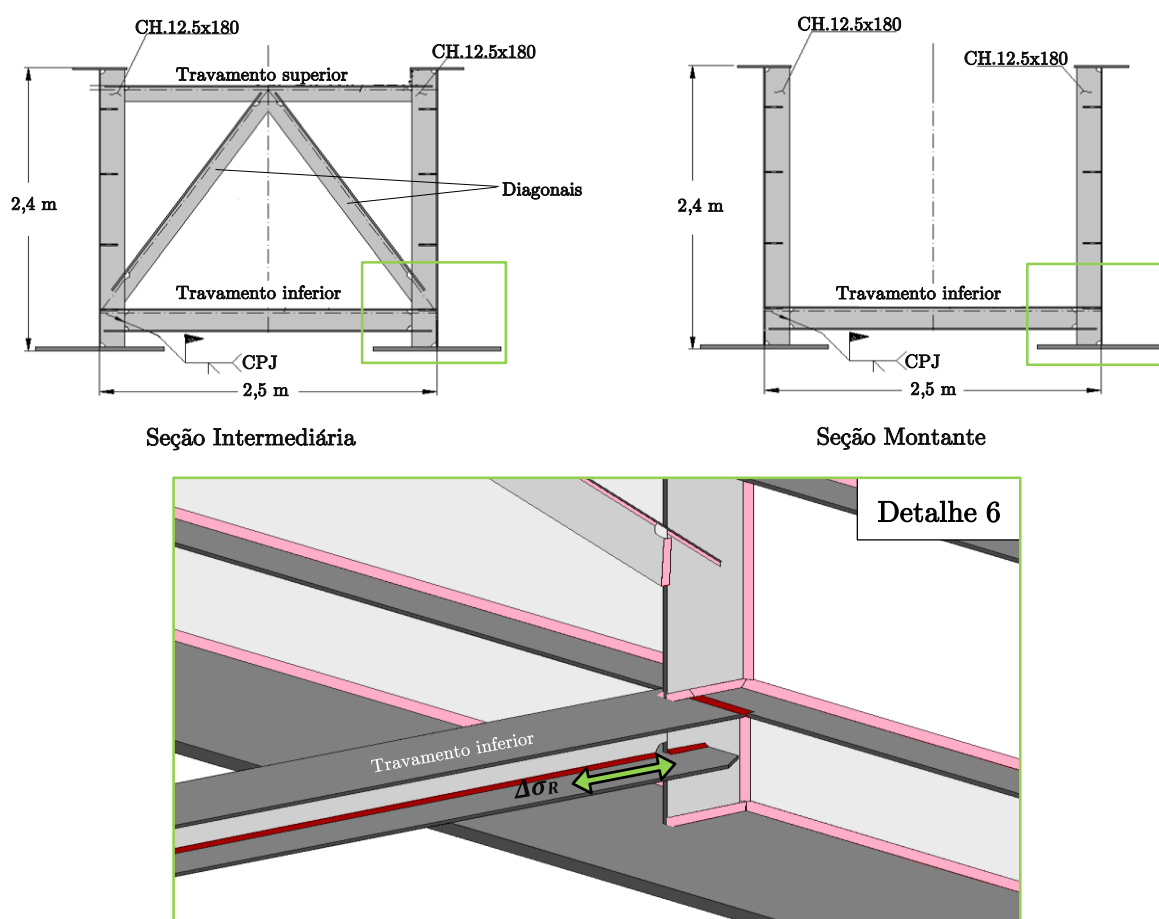 CH.12.5x180
CH.12.5x180
Travamento superior
Diagonais
2,4 m
Travamento inferior
CPJ
2,5 m
Seção Intermediária
CH.12.5x180
CH.12.5x180
2,4 m
Travamento inferior
CPJ
2,5 m
Seção Montante
Detalhe 6
Travamento inferior
ΔσR